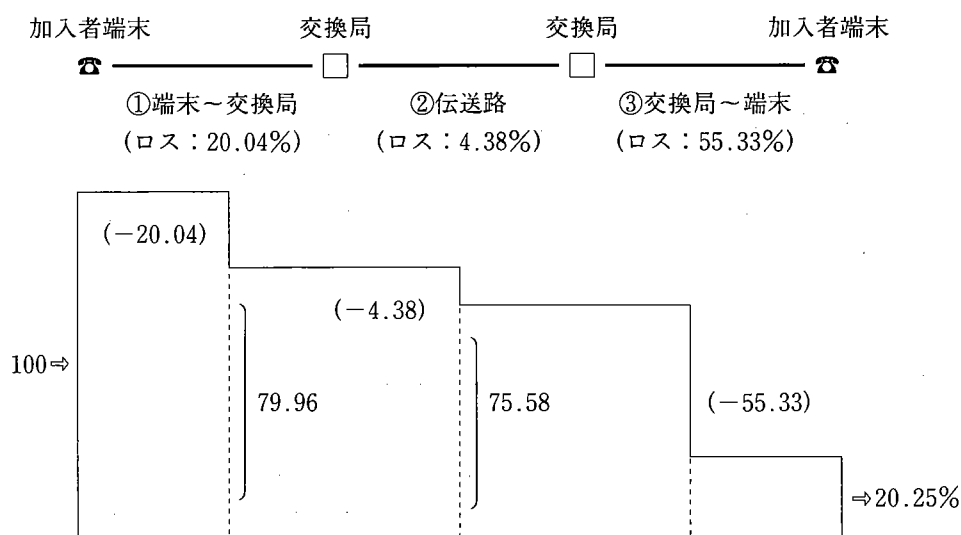 加入者端末 交換局 交換局 加入者端末
①端末～交換局 ②伝送路 ③交換局～端末
(ロス：20.04%) (ロス：4.38%) (ロス：55.33%)
(－20.04)
(－4.38)
100⇨ 79.96 75.58 (－55.33)
⇨20.25%